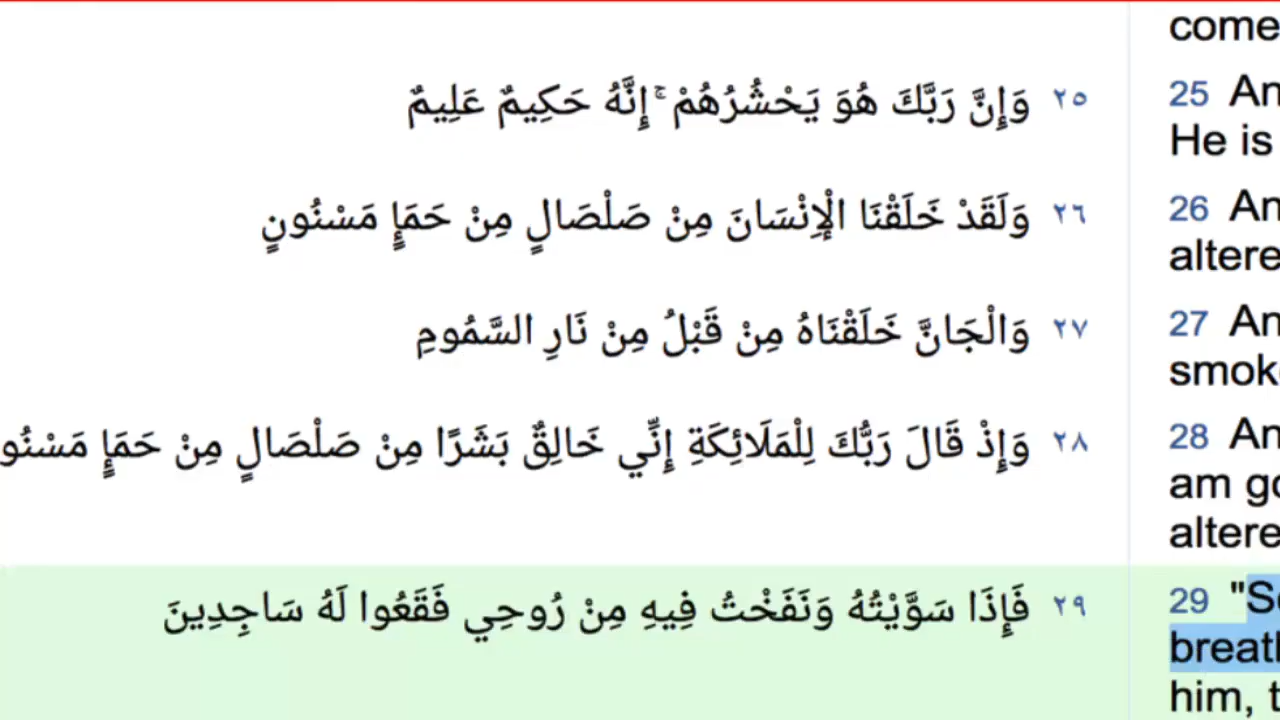 come
٢٥ وَإِنَّ رَبَّكَ هُوَ يَحْشُرُهُمْ ۚ إِنَّهُ حَكِيمٌ عَلِيمٌ
25 An
He is
٢٦ وَلَقَدْ خَلَقْنَا الْإِنْسَانَ مِنْ صَلْصَالٍ مِنْ حَمَإٍ مَسْنُونٍ
26 An
altere
٢٧ وَالْجَانَّ خَلَقْنَاهُ مِنْ قَبْلُ مِنْ نَارِ السَّمُومِ
27 An
smok
٢٨ وَإِذْ قَالَ رَبُّكَ لِلْمَلَائِكَةِ إِنِّي خَالِقٌ بَشَرًا مِنْ صَلْصَالٍ مِنْ حَمَإٍ مَسْنُو
28 An
am go
altere
٢٩ فَإِذَا سَوَّيْتُهُ وَنَفَخْتُ فِيهِ مِنْ رُوحِي فَقَعُوا لَهُ سَاجِدِينَ
29 "So
breath
him, t